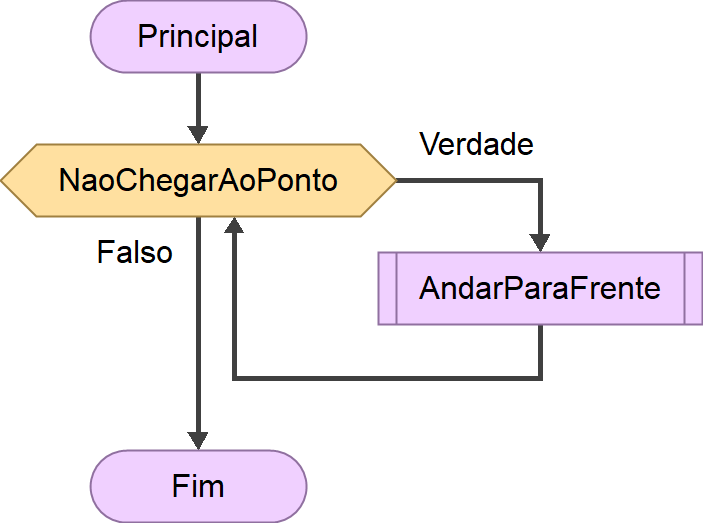 Principal
NaoChegarAoPonto
Verdade
Falso
AndarParaFrente
Fim